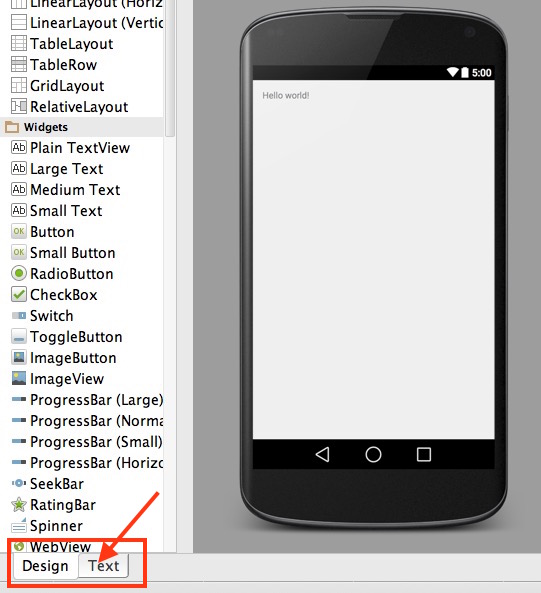 LinearLayout (Horiz
LinearLayout (Vertic
TableLayout
TableRow
GridLayout
RelativeLayout
Widgets
Ab Plain TextView
Ab Large Text
Ab Medium Text
Ab Small Text
OK Button
OK Small Button
RadioButton
CheckBox
Switch
ToggleButton
ImageButton
ImageView
ProgressBar (Large)
ProgressBar (Norma
ProgressBar (Small)
ProgressBar (Horizo
SeekBar
RatingBar
Spinner
WebView
Design Text
5:00
Hello world!